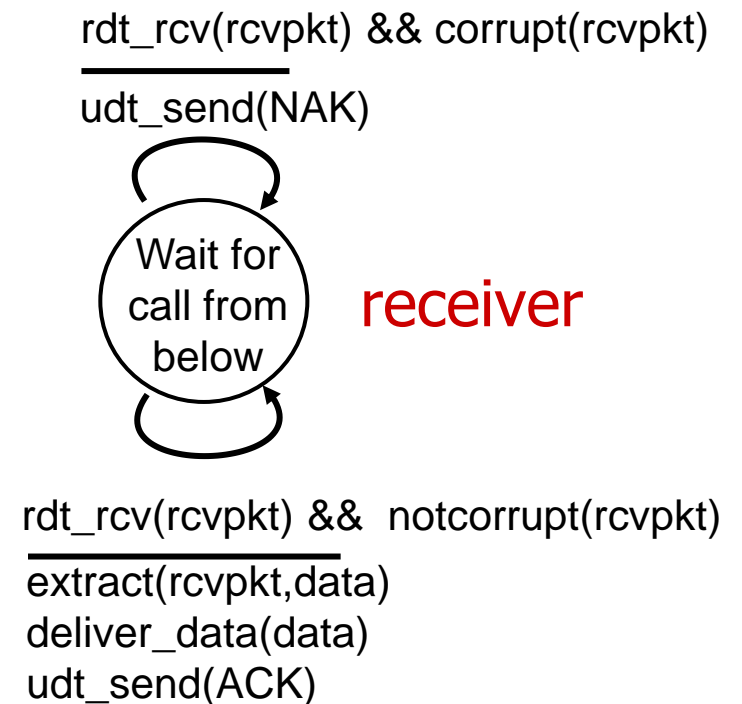 rdt_rcv(rcvpkt) && corrupt(rcvpkt)
udt_send(NAK)
Wait for
call from
below
receiver
rdt_rcv(rcvpkt) && notcorrupt(rcvpkt)
extract(rcvpkt,data)
deliver_data(data)
udt_send(ACK)